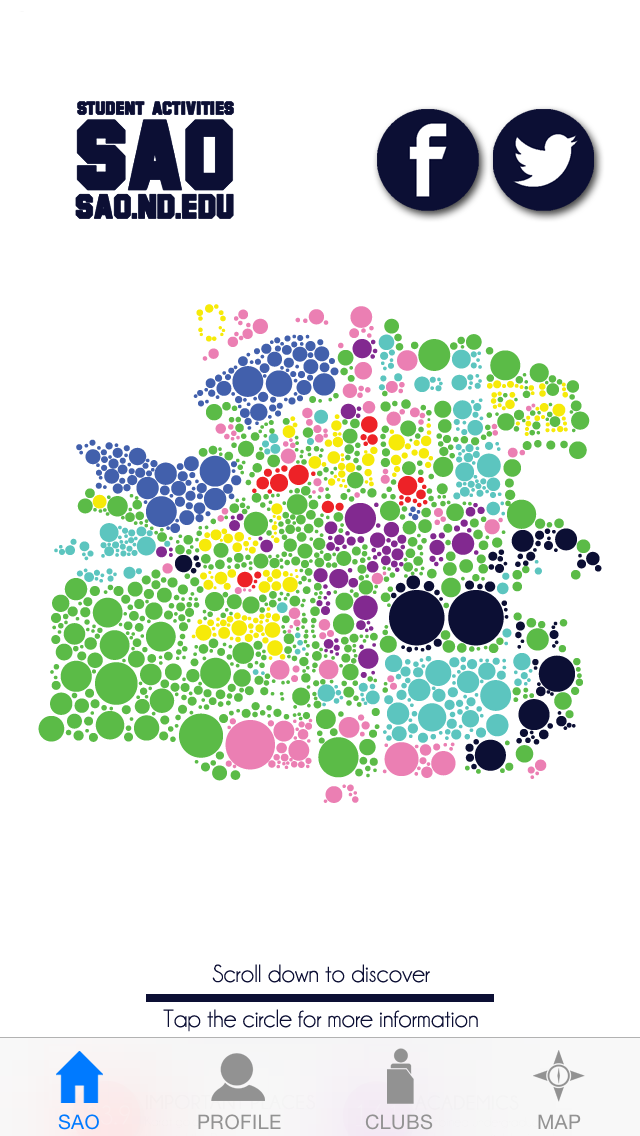 STUDENT ACTIVITIES
SAO
SAO.ND.EDU
Scroll down to discover
Tap the circle for more information
SAO
PROFILE
CLUBS
MAP